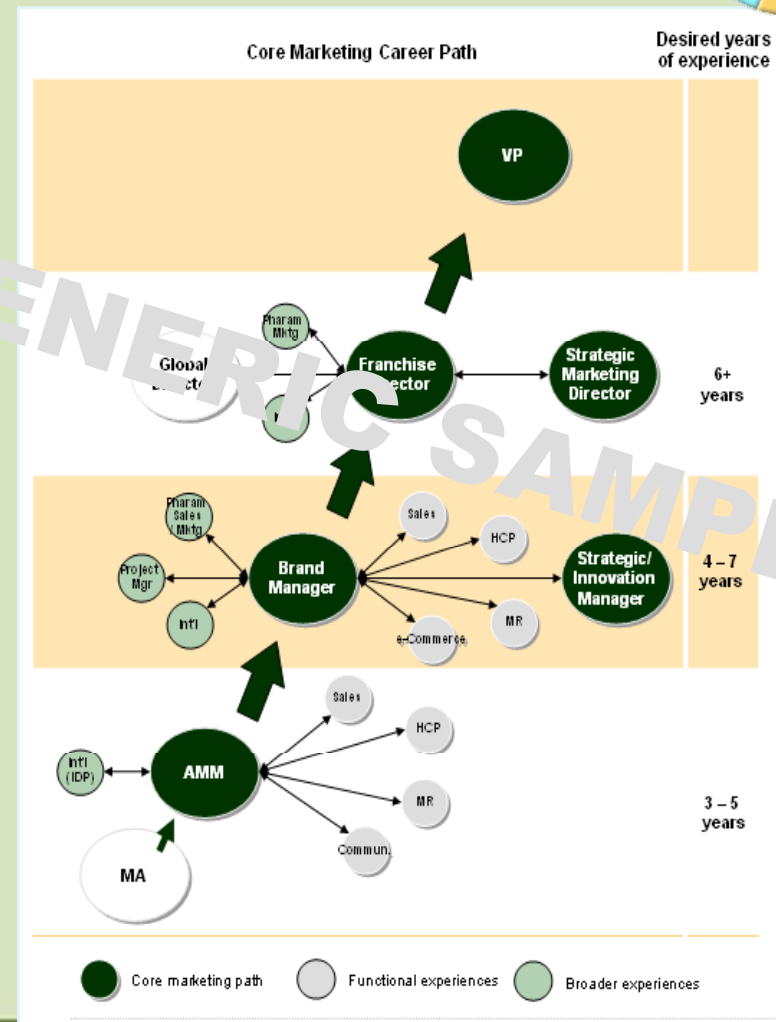 Core Marketing Career Path
Desired years
of experience
VP
Pharam
Mktg
Global
Franchise
Strategic
Marketing
Director
6+
years
GENERIC SAMPLE
Pharam
Sales
/ Mktg
Sales
HCP
Project
Mgr
Brand
Manager
Strategic/
Innovation
Manager
4 – 7
years
Int'l
MR
e-Commerce
Sales
HCP
Int'l
(IDP)
AMM
MR
3 – 5
years
Commun.
MA
Core marketing path
Functional experiences
Broader experiences